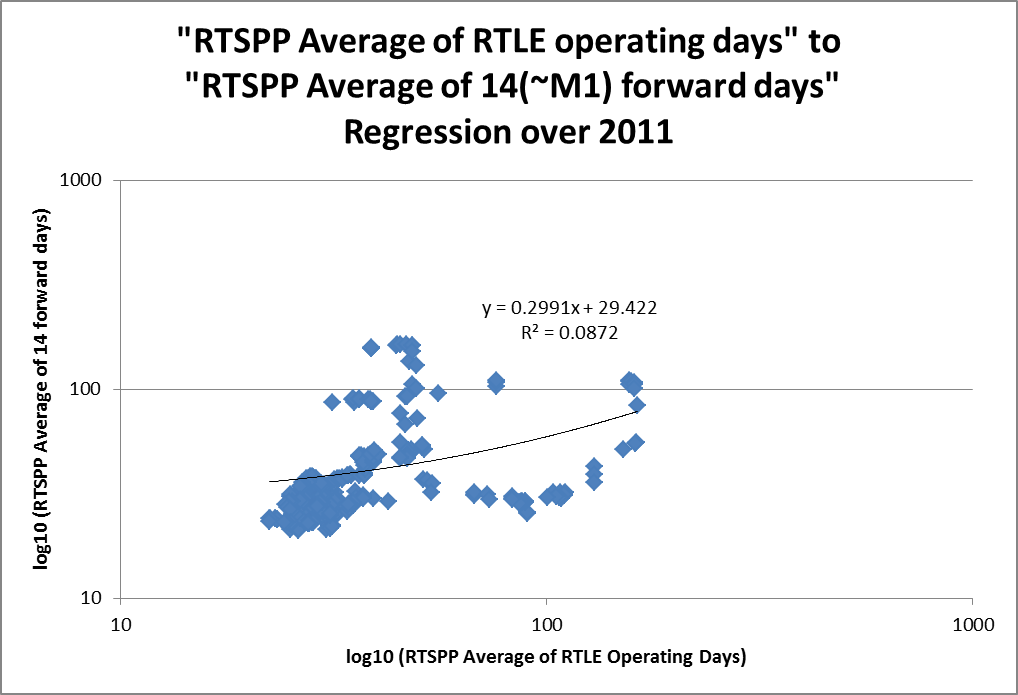 "RTSPP Average of RTLE operating days" to
"RTSPP Average of 14(~M1) forward days"
Regression over 2011
1000
100
10
log10 (RTSPP Average of 14 forward days)
y = 0.2991x + 29.422
R² = 0.0872
10
100
1000
log10 (RTSPP Average of RTLE Operating Days)